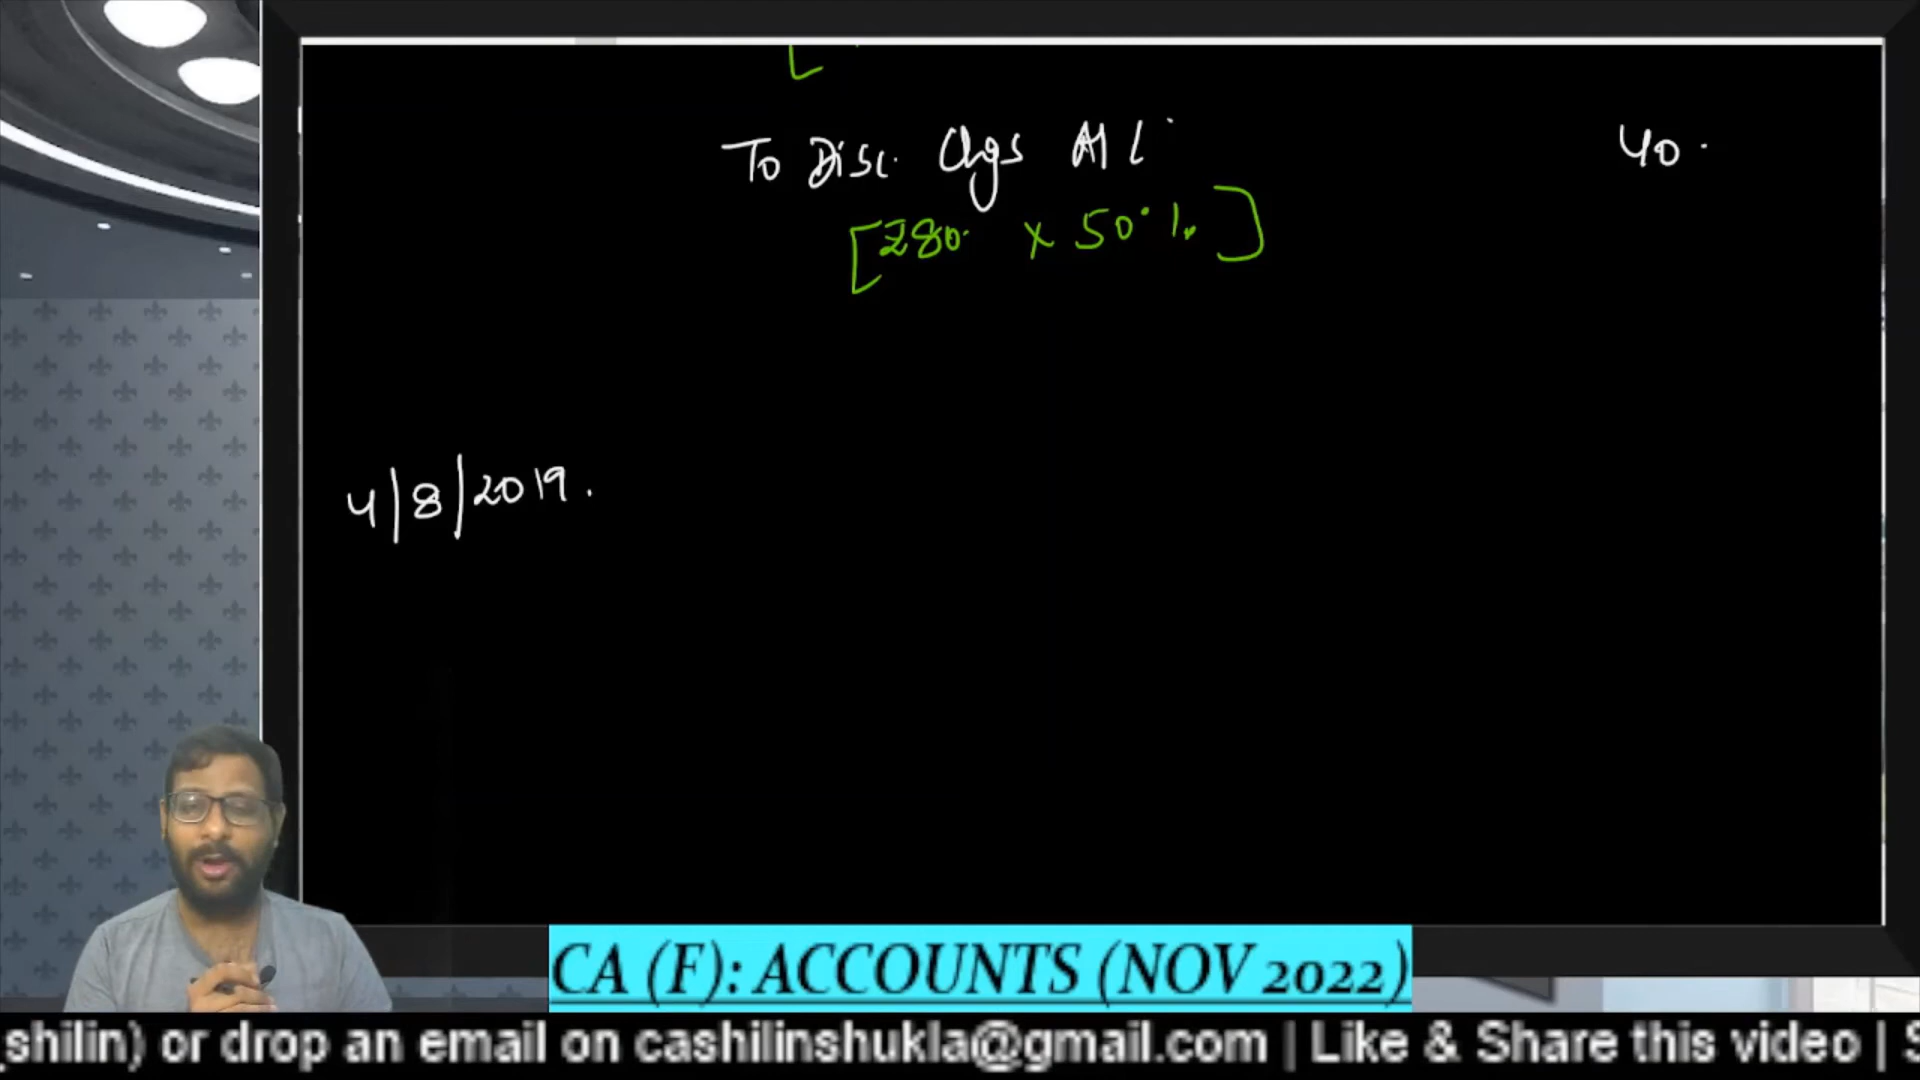 To Disc. Chgs A/c 40.
[₹80 × 50%]
4/8/2019.
CA (F): ACCOUNTS (NOV 2022)
shilin) or drop an email on cashilinshukla@gmail.com | Like & Share this video | S